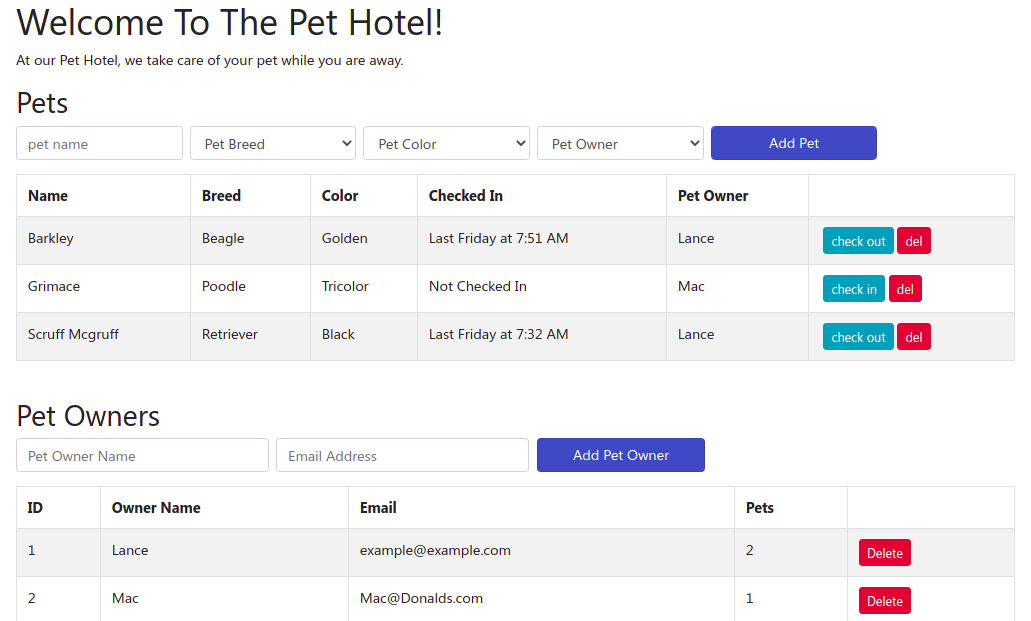 Welcome To The Pet Hotel!
At our Pet Hotel, we take care of your pet while you are away.
Pets
pet name Pet Breed Pet Color Pet Owner Add Pet
Name Breed Color Checked In Pet Owner
Barkley Beagle Golden Last Friday at 7:51 AM Lance check out del
Grimace Poodle Tricolor Not Checked In Mac check in del
Scruff Mcgruff Retriever Black Last Friday at 7:32 AM Lance check out del
Pet Owners
Pet Owner Name Email Address Add Pet Owner
ID Owner Name Email Pets
1 Lance example@example.com 2 Delete
2 Mac Mac@Donalds.com 1 Delete